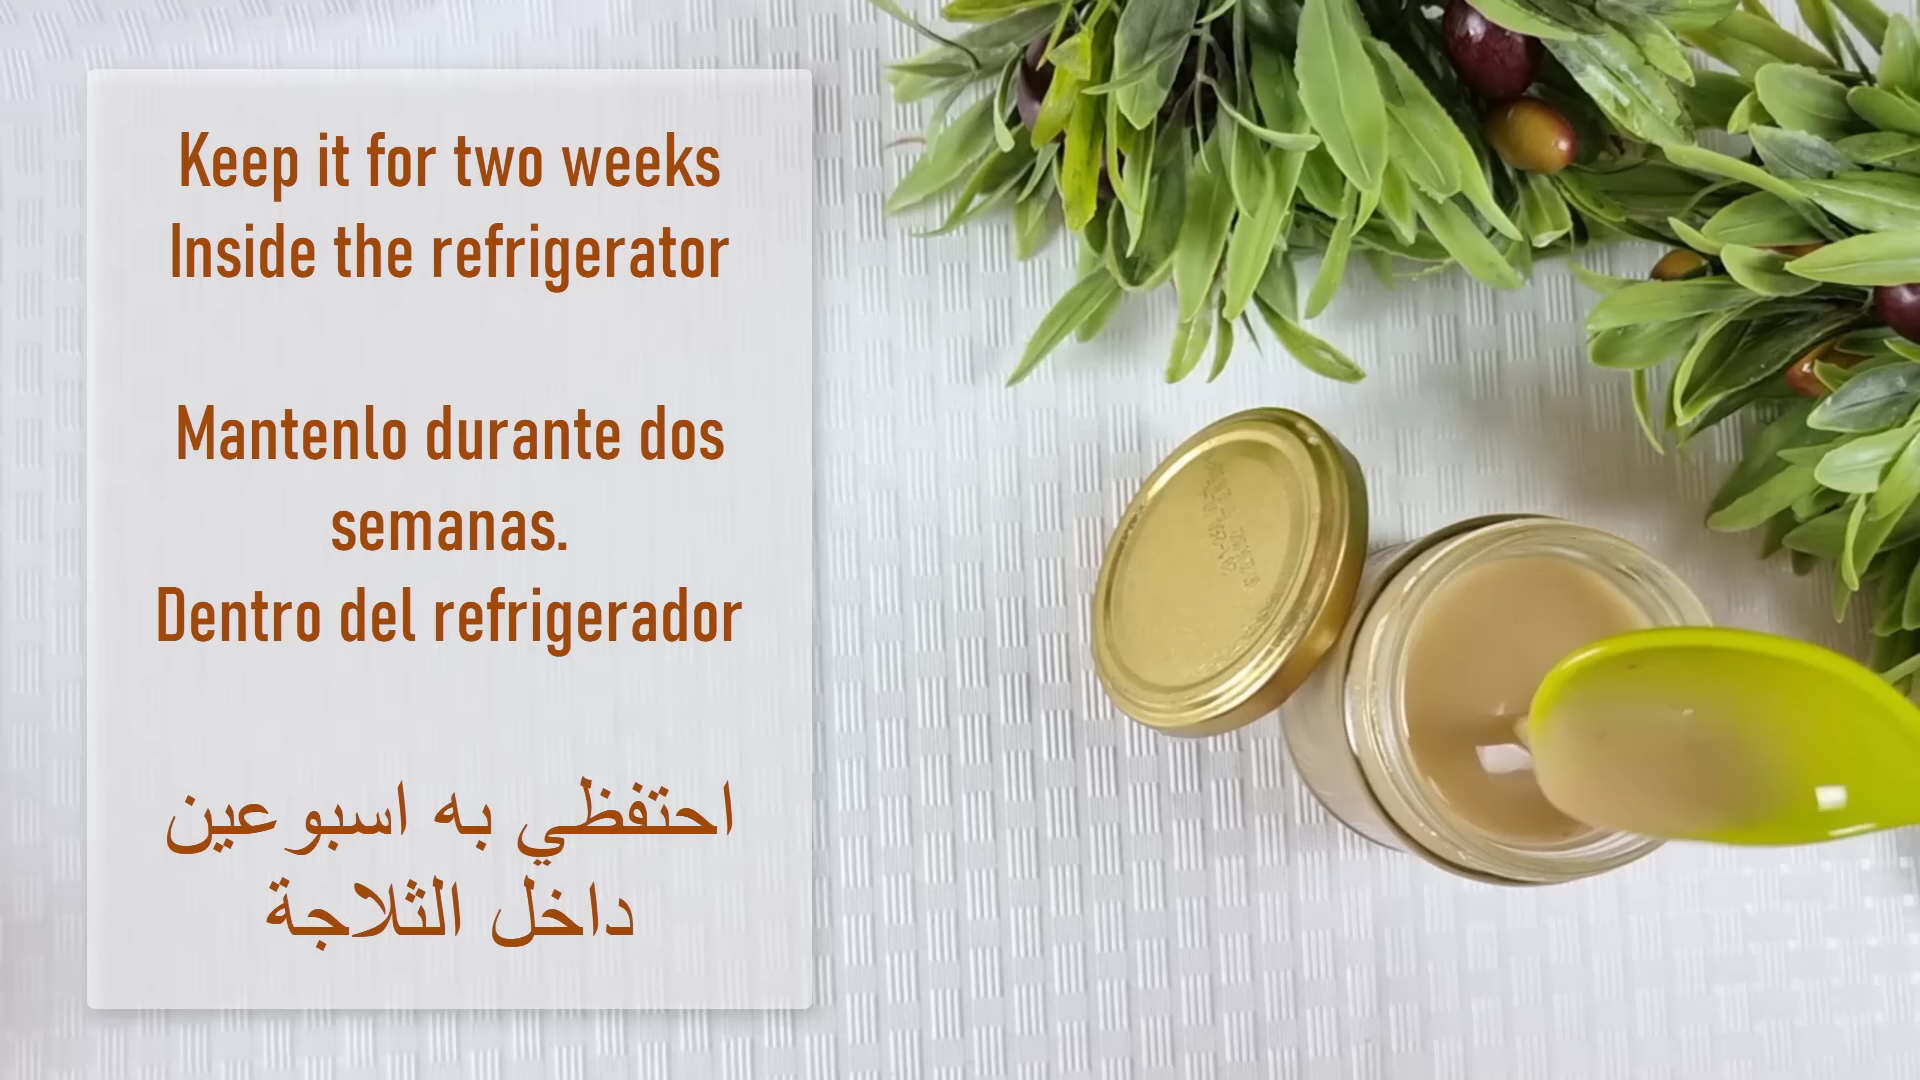 Keep it for two weeks
Inside the refrigerator
Mantenlo durante dos
semanas.
Dentro del refrigerador
احتفظي به اسبوعين
داخل الثلاجة